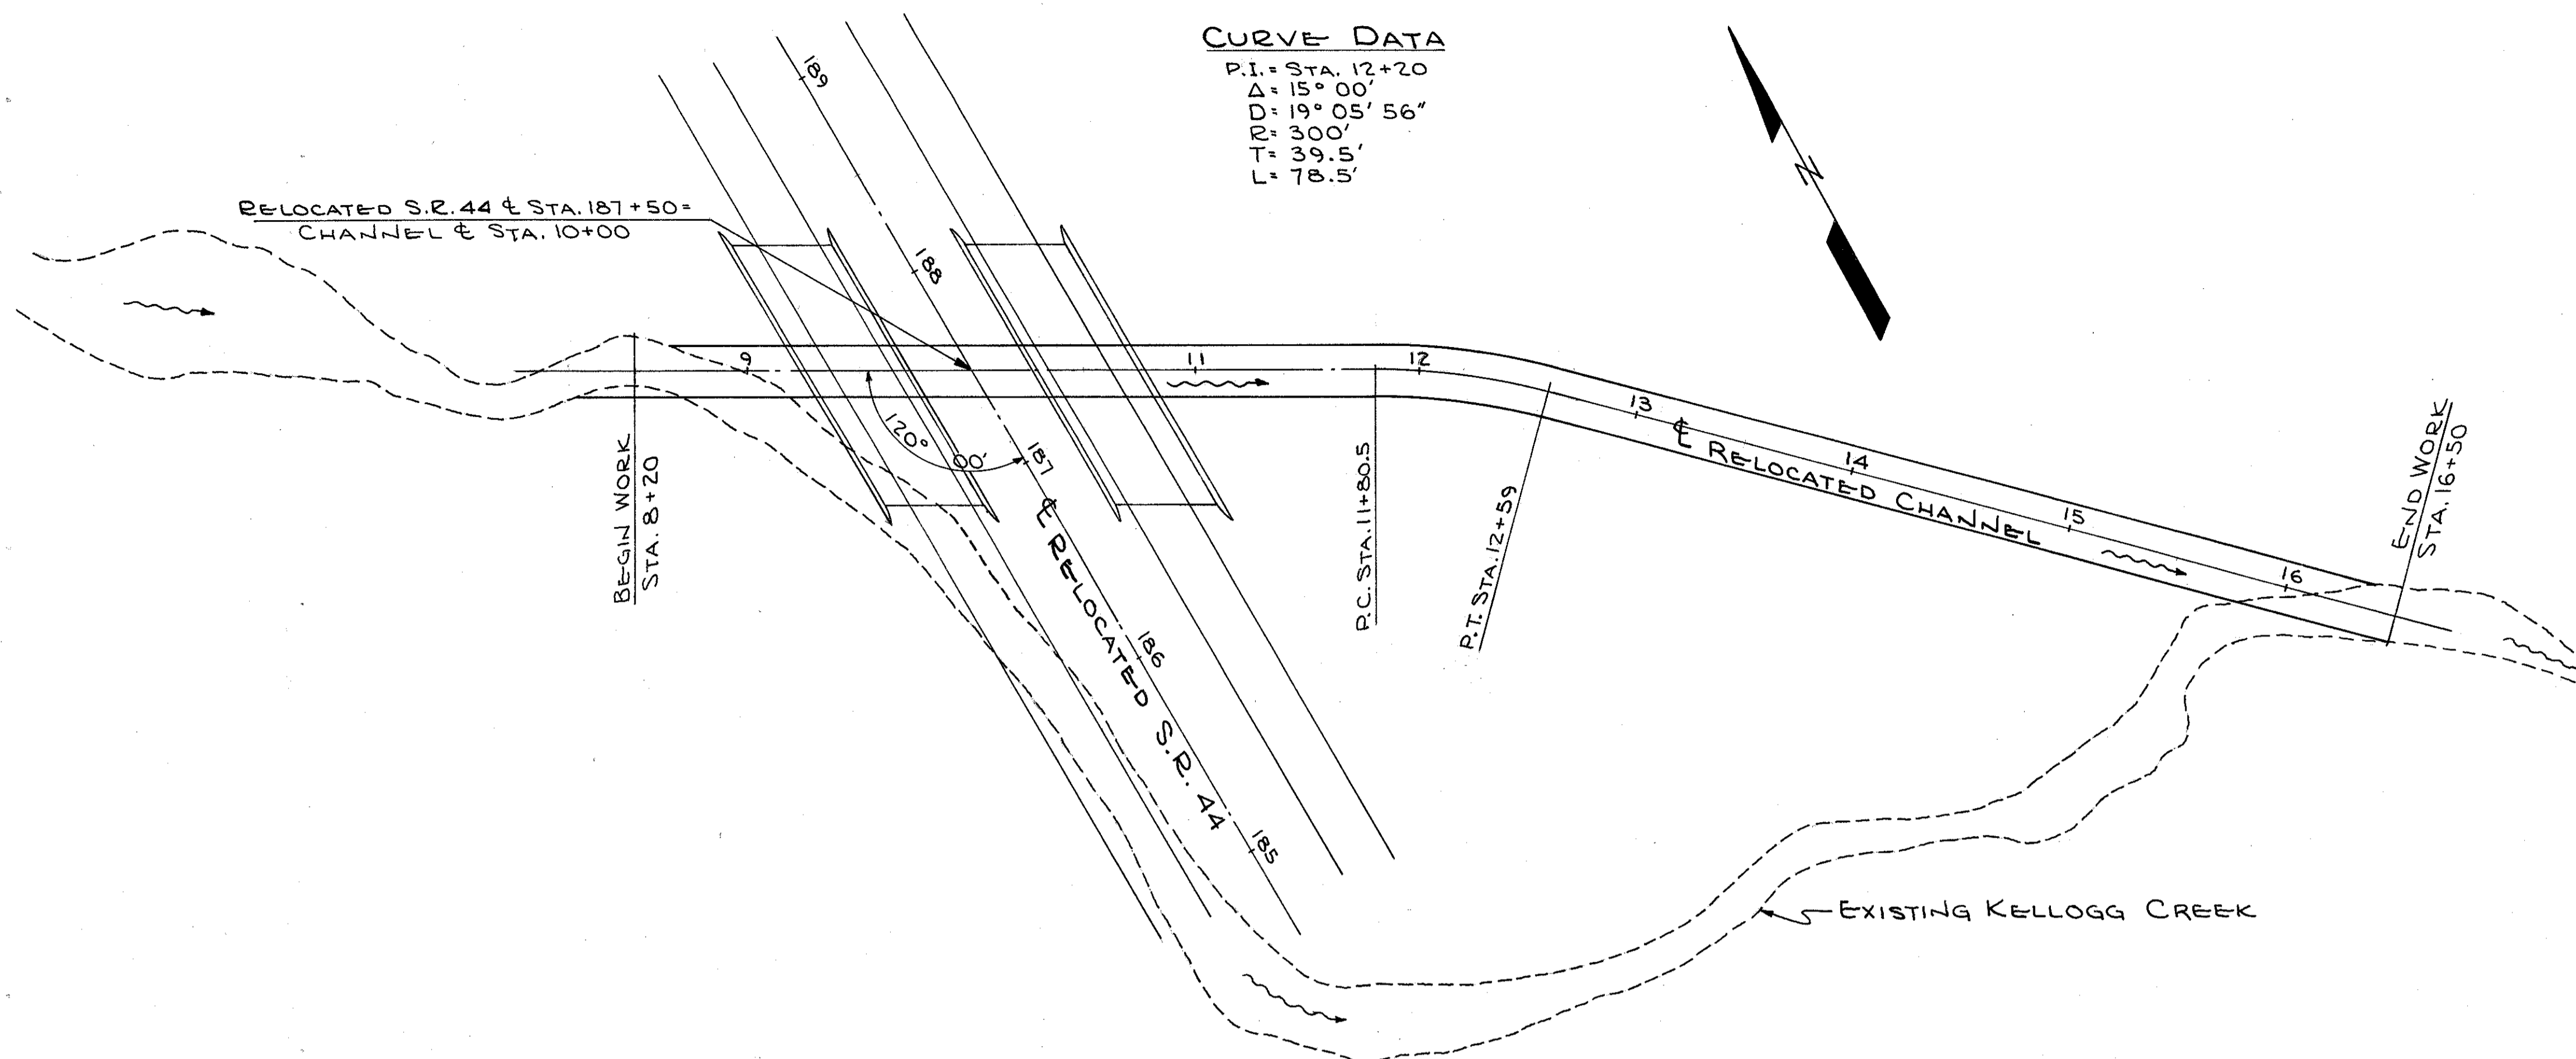 CURVE DATA
P.I. = STA. 12+20
Δ = 15° 00'
D = 19° 05' 56"
R = 300'
T = 39.5'
L = 78.5'
N
RELOCATED S.R. 44 ℄ STA. 187+50 =
CHANNEL ℄ STA. 10+00
189
188
187
186
185
9
11
12
13
14
15
16
120° 00'
BEGIN WORK
STA. 8+20
℄ RELOCATED S.R. 44
P.C. STA. 11+80.5
P.T. STA. 12+59
℄ RELOCATED CHANNEL
END WORK
STA. 16+50
EXISTING KELLOGG CREEK